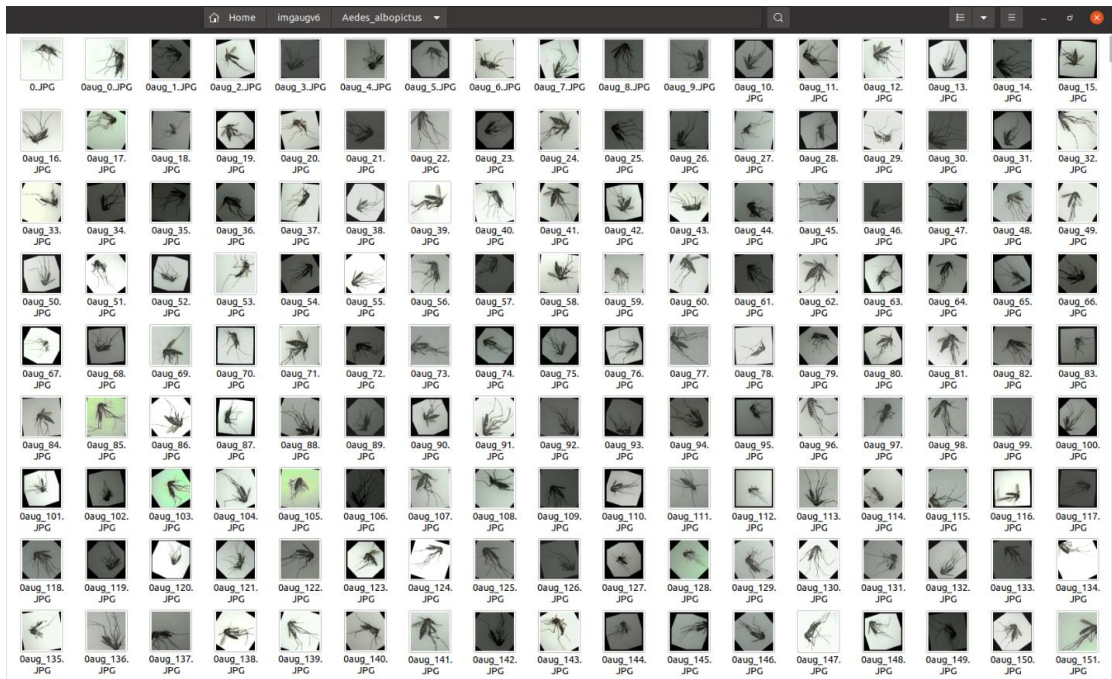 Home imgaugv6 Aedes_albopictus
0.JPG 0aug_0.JPG 0aug_1.JPG 0aug_2.JPG 0aug_3.JPG 0aug_4.JPG 0aug_5.JPG 0aug_6.JPG 0aug_7.JPG 0aug_8.JPG 0aug_9.JPG 0aug_10. 0aug_11. 0aug_12. 0aug_13. 0aug_14. 0aug_15.
JPG JPG JPG JPG JPG JPG
0aug_16. 0aug_17. 0aug_18. 0aug_19. 0aug_20. 0aug_21. 0aug_22. 0aug_23. 0aug_24. 0aug_25. 0aug_26. 0aug_27. 0aug_28. 0aug_29. 0aug_30. 0aug_31. 0aug_32.
JPG JPG JPG JPG JPG JPG JPG JPG JPG JPG JPG JPG JPG JPG JPG JPG JPG
0aug_33. 0aug_34. 0aug_35. 0aug_36. 0aug_37. 0aug_38. 0aug_39. 0aug_40. 0aug_41. 0aug_42. 0aug_43. 0aug_44. 0aug_45. 0aug_46. 0aug_47. 0aug_48. 0aug_49.
JPG JPG JPG JPG JPG JPG JPG JPG JPG JPG JPG JPG JPG JPG JPG JPG JPG
0aug_50. 0aug_51. 0aug_52. 0aug_53. 0aug_54. 0aug_55. 0aug_56. 0aug_57. 0aug_58. 0aug_59. 0aug_60. 0aug_61. 0aug_62. 0aug_63. 0aug_64. 0aug_65. 0aug_66.
JPG JPG JPG JPG JPG JPG JPG JPG JPG JPG JPG JPG JPG JPG JPG JPG JPG
0aug_67. 0aug_68. 0aug_69. 0aug_70. 0aug_71. 0aug_72. 0aug_73. 0aug_74. 0aug_75. 0aug_76. 0aug_77. 0aug_78. 0aug_79. 0aug_80. 0aug_81. 0aug_82. 0aug_83.
JPG JPG JPG JPG JPG JPG JPG JPG JPG JPG JPG JPG JPG JPG JPG JPG JPG
0aug_84. 0aug_85. 0aug_86. 0aug_87. 0aug_88. 0aug_89. 0aug_90. 0aug_91. 0aug_92. 0aug_93. 0aug_94. 0aug_95. 0aug_96. 0aug_97. 0aug_98. 0aug_99. 0aug_100.
JPG JPG JPG JPG JPG JPG JPG JPG JPG JPG JPG JPG JPG JPG JPG JPG JPG
0aug_101. 0aug_102. 0aug_103. 0aug_104. 0aug_105. 0aug_106. 0aug_107. 0aug_108. 0aug_109. 0aug_110. 0aug_111. 0aug_112. 0aug_113. 0aug_114. 0aug_115. 0aug_116. 0aug_117.
JPG JPG JPG JPG JPG JPG JPG JPG JPG JPG JPG JPG JPG JPG JPG JPG JPG
0aug_118. 0aug_119. 0aug_120. 0aug_121. 0aug_122. 0aug_123. 0aug_124. 0aug_125. 0aug_126. 0aug_127. 0aug_128. 0aug_129. 0aug_130. 0aug_131. 0aug_132. 0aug_133. 0aug_134.
JPG JPG JPG JPG JPG JPG JPG JPG JPG JPG JPG JPG JPG JPG JPG JPG JPG
0aug_135. 0aug_136. 0aug_137. 0aug_138. 0aug_139. 0aug_140. 0aug_141. 0aug_142. 0aug_143. 0aug_144. 0aug_145. 0aug_146. 0aug_147. 0aug_148. 0aug_149. 0aug_150. 0aug_151.
JPG JPG JPG JPG JPG JPG JPG JPG JPG JPG JPG JPG JPG JPG JPG JPG JPG